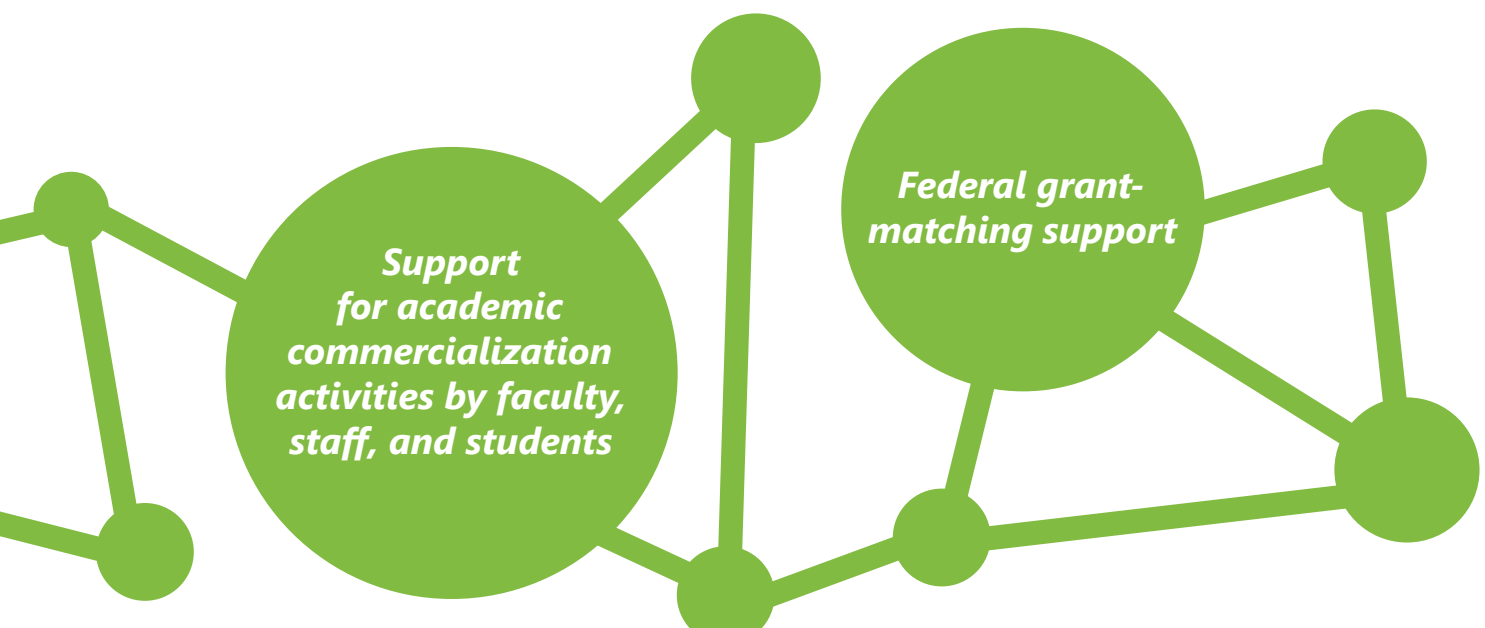 Support
for academic
commercialization
activities by faculty,
staff, and students
Federal grant-
matching support